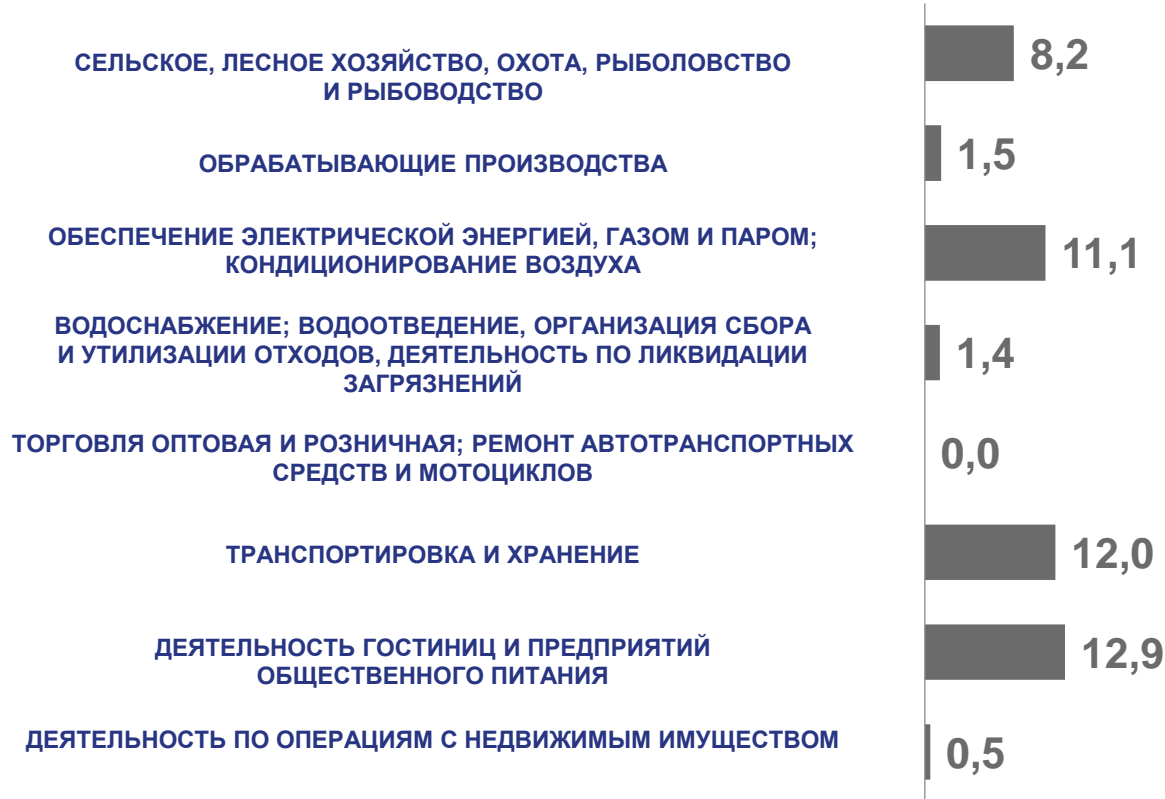 СЕЛЬСКОЕ, ЛЕСНОЕ ХОЗЯЙСТВО, ОХОТА, РЫБОЛОВСТВО
И РЫБОВОДСТВО
8,2
ОБРАБАТЫВАЮЩИЕ ПРОИЗВОДСТВА
1,5
ОБЕСПЕЧЕНИЕ ЭЛЕКТРИЧЕСКОЙ ЭНЕРГИЕЙ, ГАЗОМ И ПАРОМ;
КОНДИЦИОНИРОВАНИЕ ВОЗДУХА
11,1
ВОДОСНАБЖЕНИЕ; ВОДООТВЕДЕНИЕ, ОРГАНИЗАЦИЯ СБОРА
И УТИЛИЗАЦИИ ОТХОДОВ, ДЕЯТЕЛЬНОСТЬ ПО ЛИКВИДАЦИИ
ЗАГРЯЗНЕНИЙ
1,4
ТОРГОВЛЯ ОПТОВАЯ И РОЗНИЧНАЯ; РЕМОНТ АВТОТРАНСПОРТНЫХ
СРЕДСТВ И МОТОЦИКЛОВ
0,0
ТРАНСПОРТИРОВКА И ХРАНЕНИЕ
12,0
ДЕЯТЕЛЬНОСТЬ ГОСТИНИЦ И ПРЕДПРИЯТИЙ
ОБЩЕСТВЕННОГО ПИТАНИЯ
12,9
ДЕЯТЕЛЬНОСТЬ ПО ОПЕРАЦИЯМ С НЕДВИЖИМЫМ ИМУЩЕСТВОМ
0,5